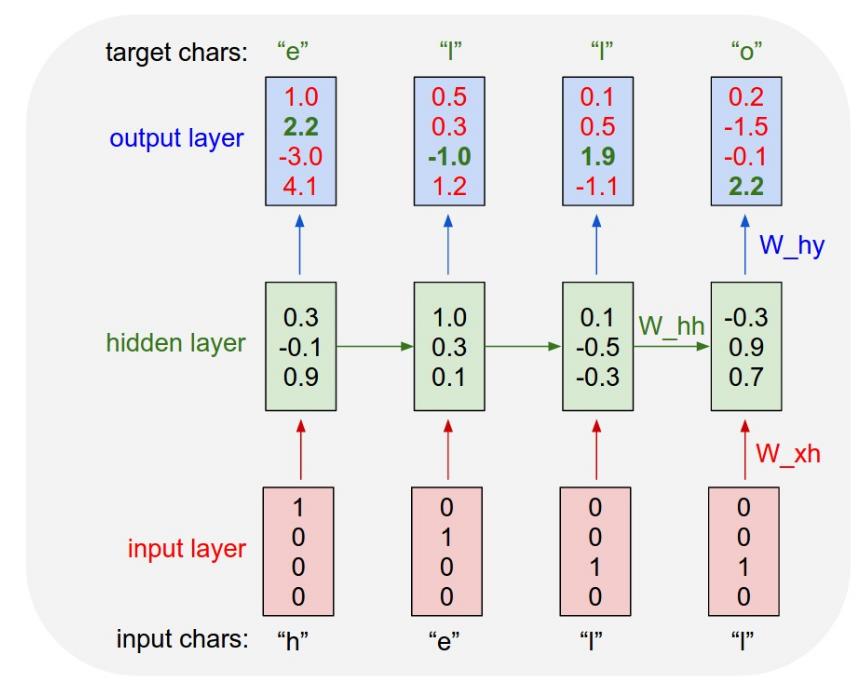 target chars: “e” “l” “l” “o”
output layer
1.0 0.5 0.1 0.2
2.2 0.3 0.5 -1.5
-3.0 -1.0 1.9 -0.1
4.1 1.2 -1.1 2.2
W_hy
hidden layer
0.3 1.0 0.1 -0.3
-0.1 0.3 -0.5 0.9
0.9 0.1 -0.3 0.7
W_hh
W_xh
input layer
1 0 0 0
0 1 0 0
0 0 1 1
0 0 0 0
input chars: “h” “e” “l” “l”